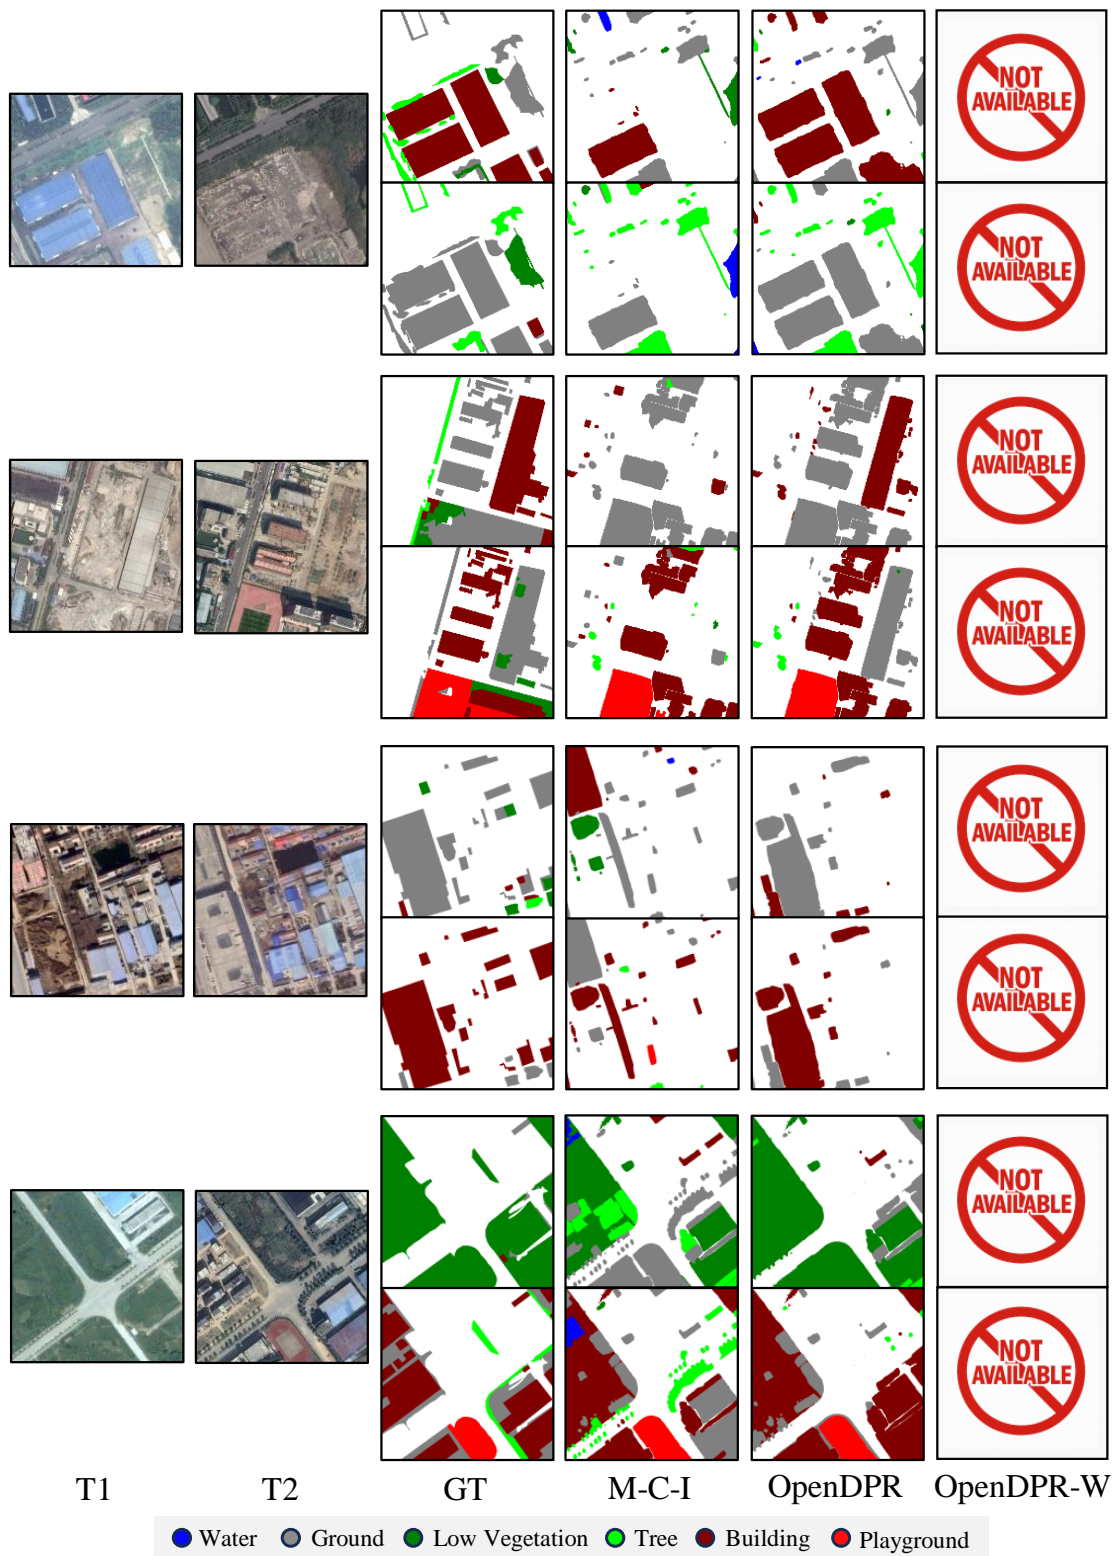 NOT
AVAILABLE
NOT
AVAILABLE
NOT
AVAILABLE
NOT
AVAILABLE
NOT
AVAILABLE
NOT
AVAILABLE
NOT
AVAILABLE
NOT
AVAILABLE
T1 T2 GT M-C-I OpenDPR OpenDPR-W
Water Ground Low Vegetation Tree Building Playground